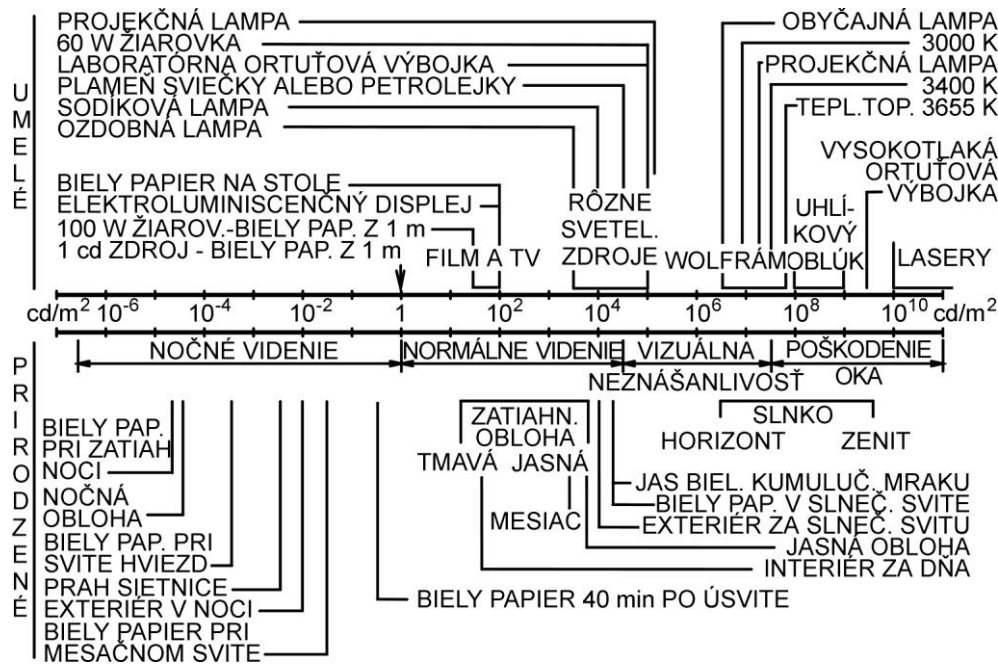 UMELÉ
PROJEKČNÁ LAMPA
60 W ŽIAROVKA
LABORATÓRNA ORTUŤOVÁ VÝBOJKA
PLAMEŇ SVIEČKY ALEBO PETROLEJKY
SODÍKOVÁ LAMPA
OZDOBNÁ LAMPA
BIELY PAPIER NA STOLE
ELEKTROLUMINISCENČNÝ DISPLEJ
100 W ŽIAROV.-BIELY PAP. Z 1 m
1 cd ZDROJ - BIELY PAP. Z 1 m
FILM A TV
RÔZNE
SVETEL.
ZDROJE
OBYČAJNÁ LAMPA
3000 K
PROJEKČNÁ LAMPA
3400 K
TEPL.TOP. 3655 K
VYSOKOTLAKÁ
ORTUŤOVÁ
VÝBOJKA
UHLÍ-
KOVÝ
WOLFRÁM OBLÚK
LASERY
cd/m² 10⁻⁶ 10⁻⁴ 10⁻² 1 10² 10⁴ 10⁶ 10⁸ 10¹⁰ cd/m²
NOČNÉ VIDENIE
NORMÁLNE VIDENIE
VIZUÁLNA
NEZNÁŠANLIVOSŤ
POŠKODENIE
OKA
PRIRODZENÉ
BIELY PAP.
PRI ZATIAH
NOCI
NOČNÁ
OBLOHA
BIELY PAP. PRI
SVITE HVIEZD
PRAH SIETNICE
EXTERIÉR V NOCI
BIELY PAPIER PRI
MESAČNOM SVITE
ZATIAHN.
OBLOHA
TMAVÁ JASNÁ
MESIAC
SLNKO
HORIZONT ZENIT
JAS BIEL. KUMULUČ. MRAKU
BIELY PAP. V SLNEČ. SVITE
EXTERIÉR ZA SLNEČ. SVITU
JASNÁ OBLOHA
INTERIÉR ZA DŇA
BIELY PAPIER 40 min PO ÚSVITE